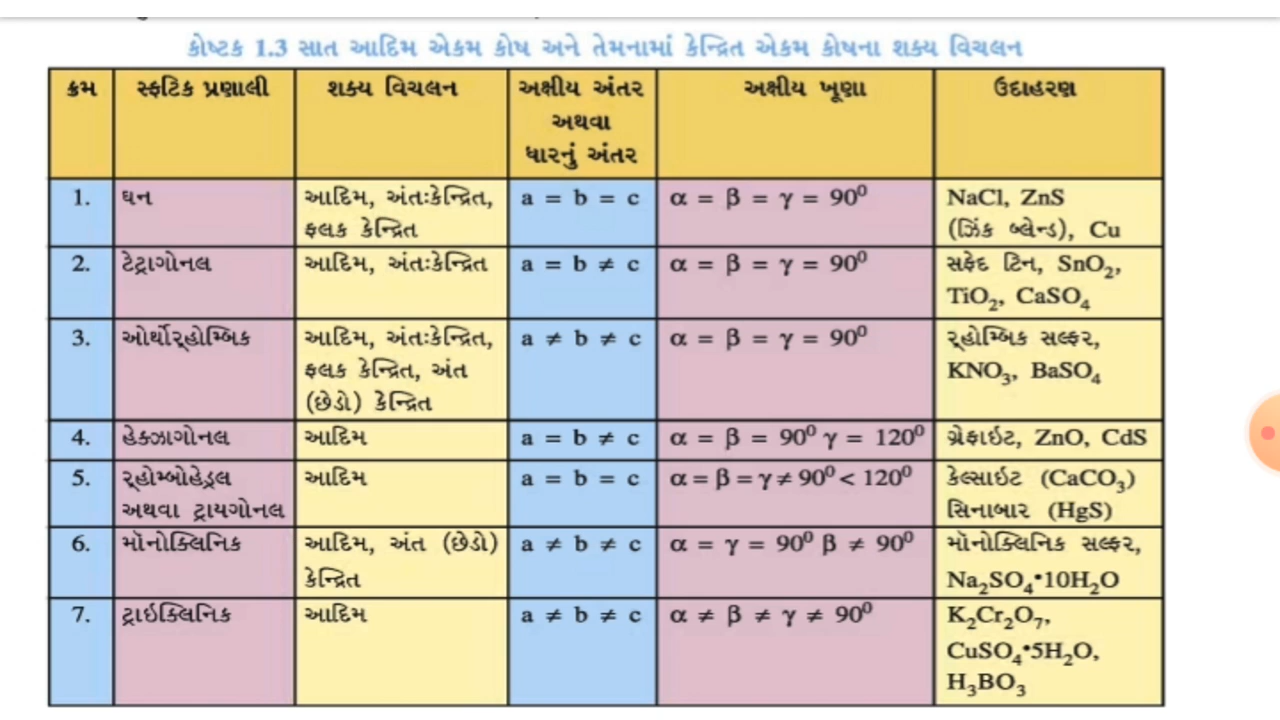 કોષ્ટક 1.3 સાત આદિમ એકમ કોષ અને તેમનામાં કેન્દ્રિત એકમ કોષના શક્ય વિચલન
ક્રમ સ્ફટિક પ્રણાલી શક્ય વિચલન અક્ષીય અંતર અક્ષીય ખૂણા ઉદાહરણ
અથવા
ધારનું અંતર
1. ઘન આદિમ, અંતઃકેન્દ્રિત, a = b = c α = β = γ = 90⁰ NaCl, ZnS
ફલક કેન્દ્રિત (ઝિંક બ્લેન્ડ), Cu
2. ટેટ્રાગોનલ આદિમ, અંતઃકેન્દ્રિત a = b ≠ c α = β = γ = 90⁰ સફેદ ટિન, SnO₂,
TiO₂, CaSO₄
3. ઓર્થોર્‌હોમ્બિક આદિમ, અંતઃકેન્દ્રિત, a ≠ b ≠ c α = β = γ = 90⁰ ર્‌હોમ્બિક સલ્ફર,
ફલક કેન્દ્રિત, અંત KNO₃, BaSO₄
(છેડો) કેન્દ્રિત
4. હેક્ઝાગોનલ આદિમ a = b ≠ c α = β = 90⁰ γ = 120⁰ ગ્રેફાઇટ, ZnO, CdS
5. ર્‌હોમ્બોહેડ્રલ આદિમ a = b = c α = β = γ ≠ 90⁰ < 120⁰ કેલ્સાઇટ (CaCO₃)
અથવા ટ્રાયગોનલ સિનાબાર (HgS)
6. મૉનોક્લિનિક આદિમ, અંત (છેડો) a ≠ b ≠ c α = γ = 90⁰ β ≠ 90⁰ મૉનોક્લિનિક સલ્ફર,
કેન્દ્રિત Na₂SO₄•10H₂O
7. ટ્રાઇક્લિનિક આદિમ a ≠ b ≠ c α ≠ β ≠ γ ≠ 90⁰ K₂Cr₂O₇,
CuSO₄•5H₂O,
H₃BO₃